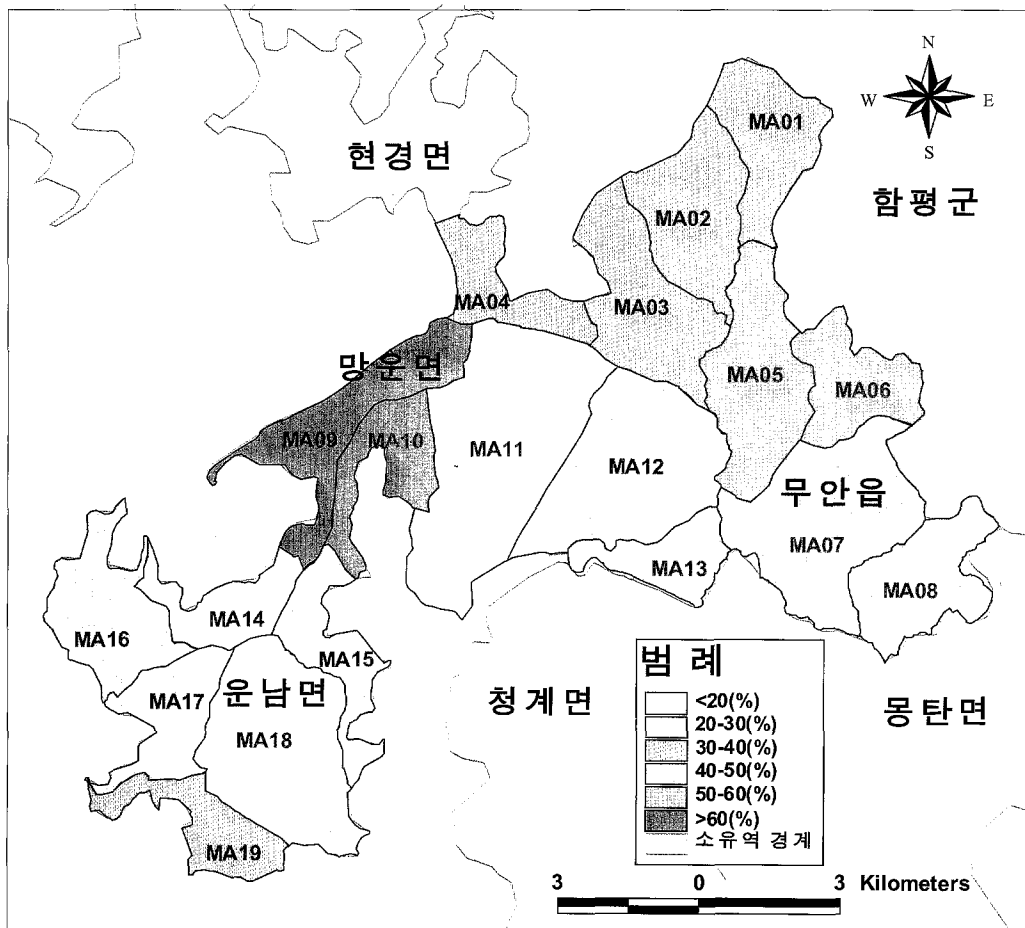 N
W E
S
MA01
현경면
함평군
MA02
MA04
MA03
망운면
MA05
MA06
MA09
MA10
MA11
MA12
무안읍
MA07
MA13
MA08
MA14
MA16
MA15
MA17
운남면
MA18
청계면
몽탄면
MA19
범 례
<20(%)
20-30(%)
30-40(%)
40-50(%)
50-60(%)
>60(%)
소유역 경계
3 0 3 Kilometers